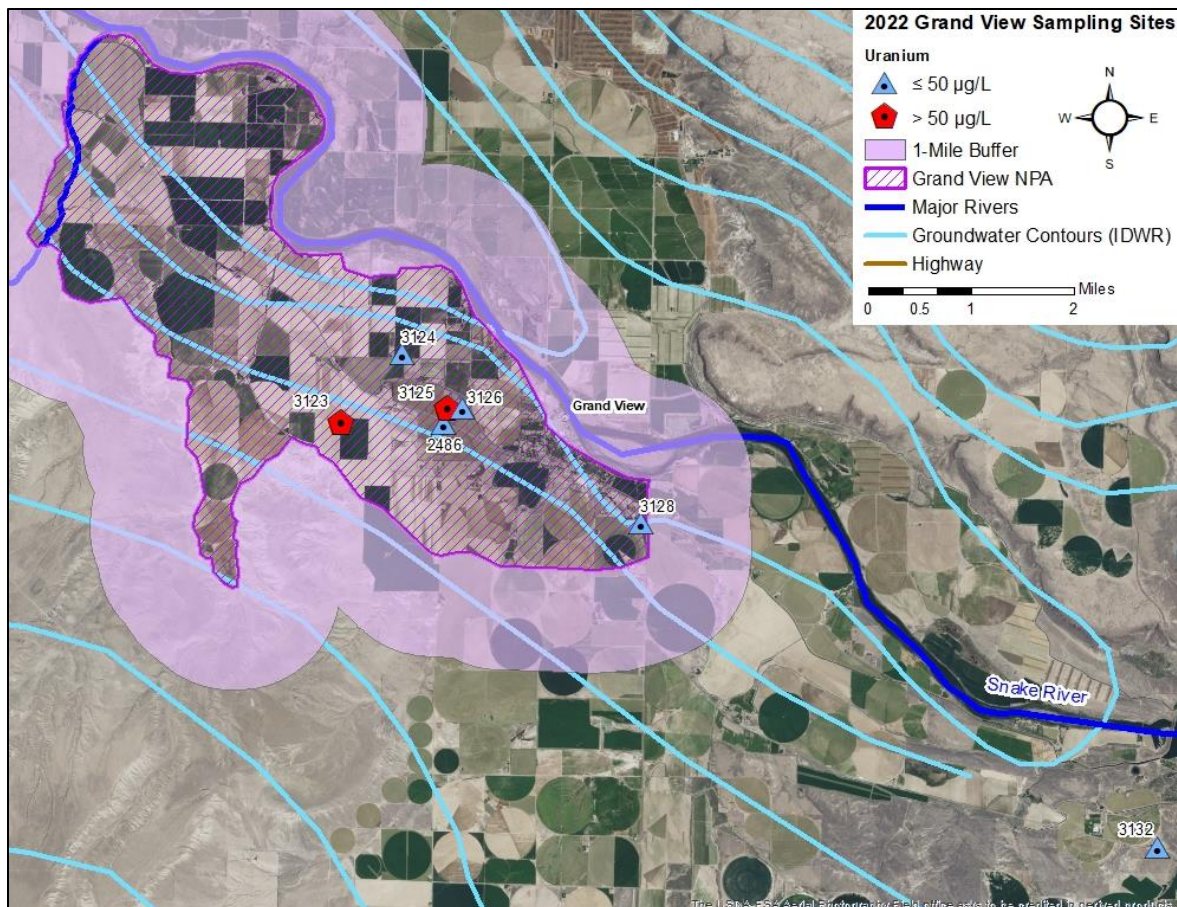 2022 Grand View Sampling Sites
Uranium
≤ 50 µg/L
> 50 µg/L
1-Mile Buffer
Grand View NPA
Major Rivers
Groundwater Contours (IDWR)
Highway
Miles
0 0.5 1 2
N
W E
S
3124
3123
3125
3126
2486
Grand View
3128
Snake River
3132